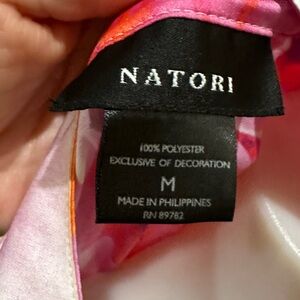 NATORI
100% POLYESTER
EXCLUSIVE OF DECORATION
M
MADE IN PHILIPPINES
RN 89782